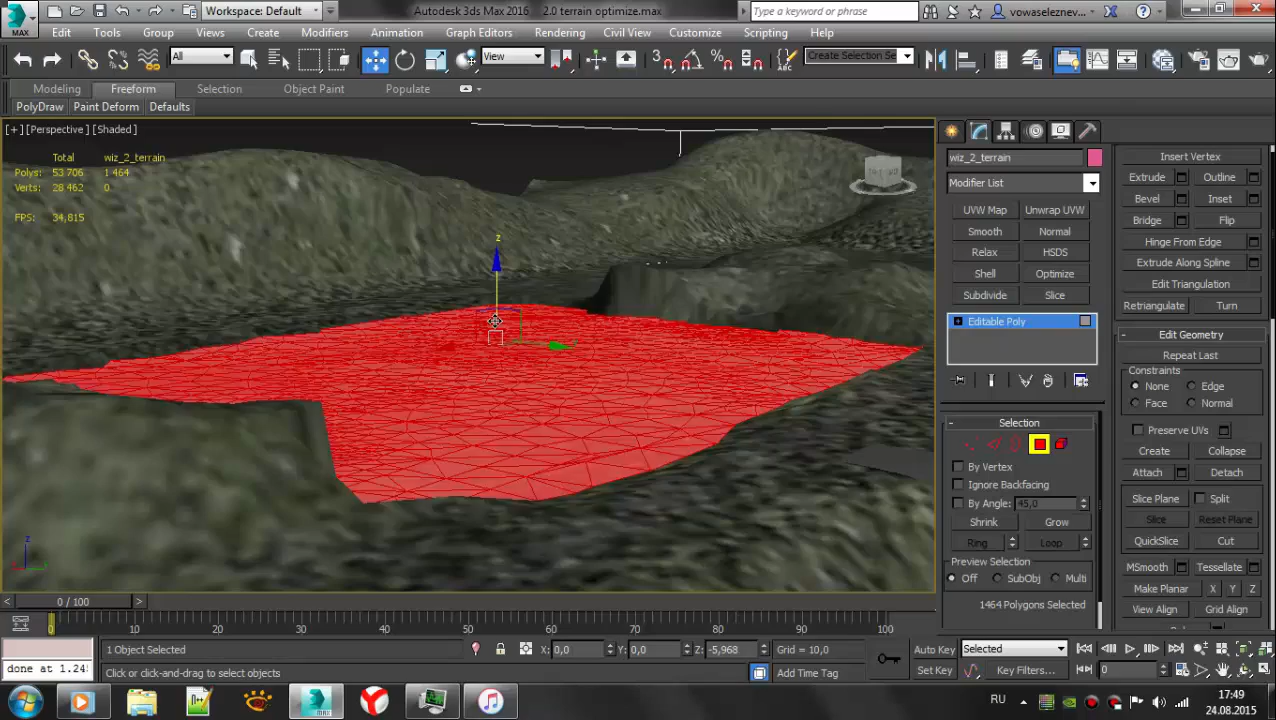 Workspace: Default
Autodesk 3ds Max 2016
2.0 terrain optimize.max
Type a keyword or phrase
vowaseleznev...
MAX
Edit Tools Group Views Create Modifiers Animation Graph Editors Rendering Civil View Customize Scripting Help
All
View
Create Selection Se
Modeling Freeform Selection Object Paint Populate
PolyDraw Paint Deform Defaults
[+] [Perspective] [Shaded]
Total wiz_2_terrain
Polys: 53 706 1 464
Verts: 28 462 0
FPS: 34,815
z
z
wiz_2_terrain
Modifier List
UVW Map Unwrap UVW
Smooth Normal
Relax HSDS
Shell Optimize
Subdivide Slice
Editable Poly
- Selection
By Vertex
Ignore Backfacing
By Angle: 45,0
Shrink Grow
Ring Loop
Preview Selection
Off SubObj Multi
1464 Polygons Selected
Insert Vertex
Extrude Outline
Bevel Inset
Bridge Flip
Hinge From Edge
Extrude Along Spline
Edit Triangulation
Retriangulate Turn
- Edit Geometry
Repeat Last
Constraints
None Edge
Face Normal
Preserve UVs
Create Collapse
Attach Detach
Slice Plane Split
Slice Reset Plane
QuickSlice Cut
MSmooth Tessellate
Make Planar X Y Z
View Align Grid Align
< 0 / 100 >
0 10 20 30 40 50 60 70 80 90 100
1 Object Selected
X: 0,0 Y: 0,0 Z: -5,968 Grid = 10,0
Auto Key Selected
done at 1.24
Click or click-and-drag to select objects
Add Time Tag
Set Key Key Filters... 0
RU
17:49
24.08.2015